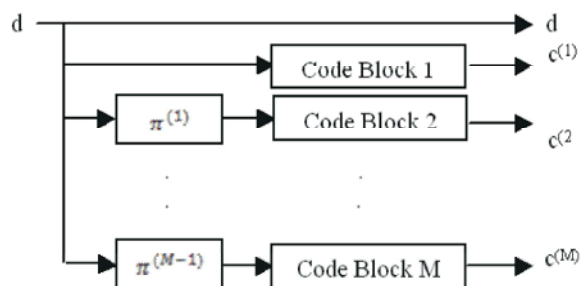 d d
Code Block 1 c⁽¹⁾
π⁽¹⁾ Code Block 2 c⁽²
. .
. .
π⁽ᴹ⁻¹⁾ Code Block M c⁽ᴹ⁾